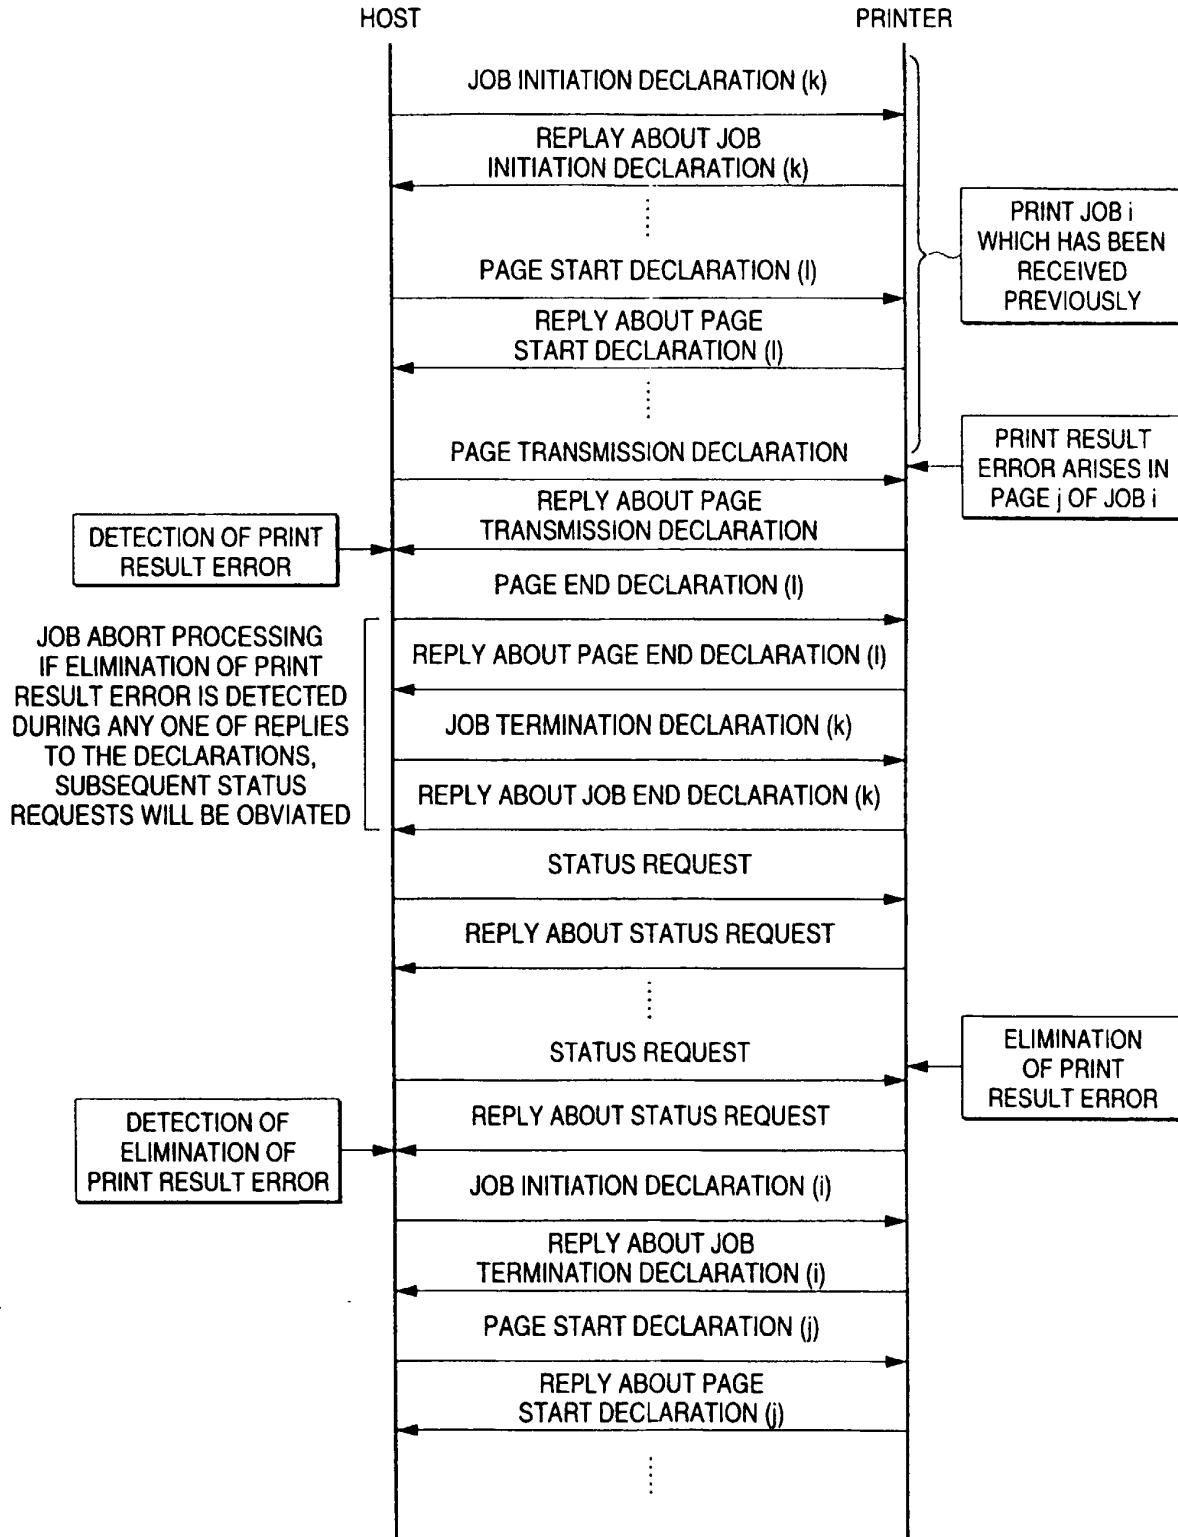 HOST
PRINTER
JOB INITIATION DECLARATION (k)
REPLAY ABOUT JOB
INITIATION DECLARATION (k)
PRINT JOB i
WHICH HAS BEEN
RECEIVED
PREVIOUSLY
PAGE START DECLARATION (l)
REPLY ABOUT PAGE
START DECLARATION (l)
PAGE TRANSMISSION DECLARATION
PRINT RESULT
ERROR ARISES IN
PAGE j OF JOB i
REPLY ABOUT PAGE
TRANSMISSION DECLARATION
DETECTION OF PRINT
RESULT ERROR
PAGE END DECLARATION (l)
JOB ABORT PROCESSING
IF ELIMINATION OF PRINT
RESULT ERROR IS DETECTED
DURING ANY ONE OF REPLIES
TO THE DECLARATIONS,
SUBSEQUENT STATUS
REQUESTS WILL BE OBVIATED
REPLY ABOUT PAGE END DECLARATION (l)
JOB TERMINATION DECLARATION (k)
REPLY ABOUT JOB END DECLARATION (k)
STATUS REQUEST
REPLY ABOUT STATUS REQUEST
STATUS REQUEST
ELIMINATION
OF PRINT
RESULT ERROR
REPLY ABOUT STATUS REQUEST
DETECTION OF
ELIMINATION OF
PRINT RESULT ERROR
JOB INITIATION DECLARATION (i)
REPLY ABOUT JOB
TERMINATION DECLARATION (i)
PAGE START DECLARATION (j)
REPLY ABOUT PAGE
START DECLARATION (j)